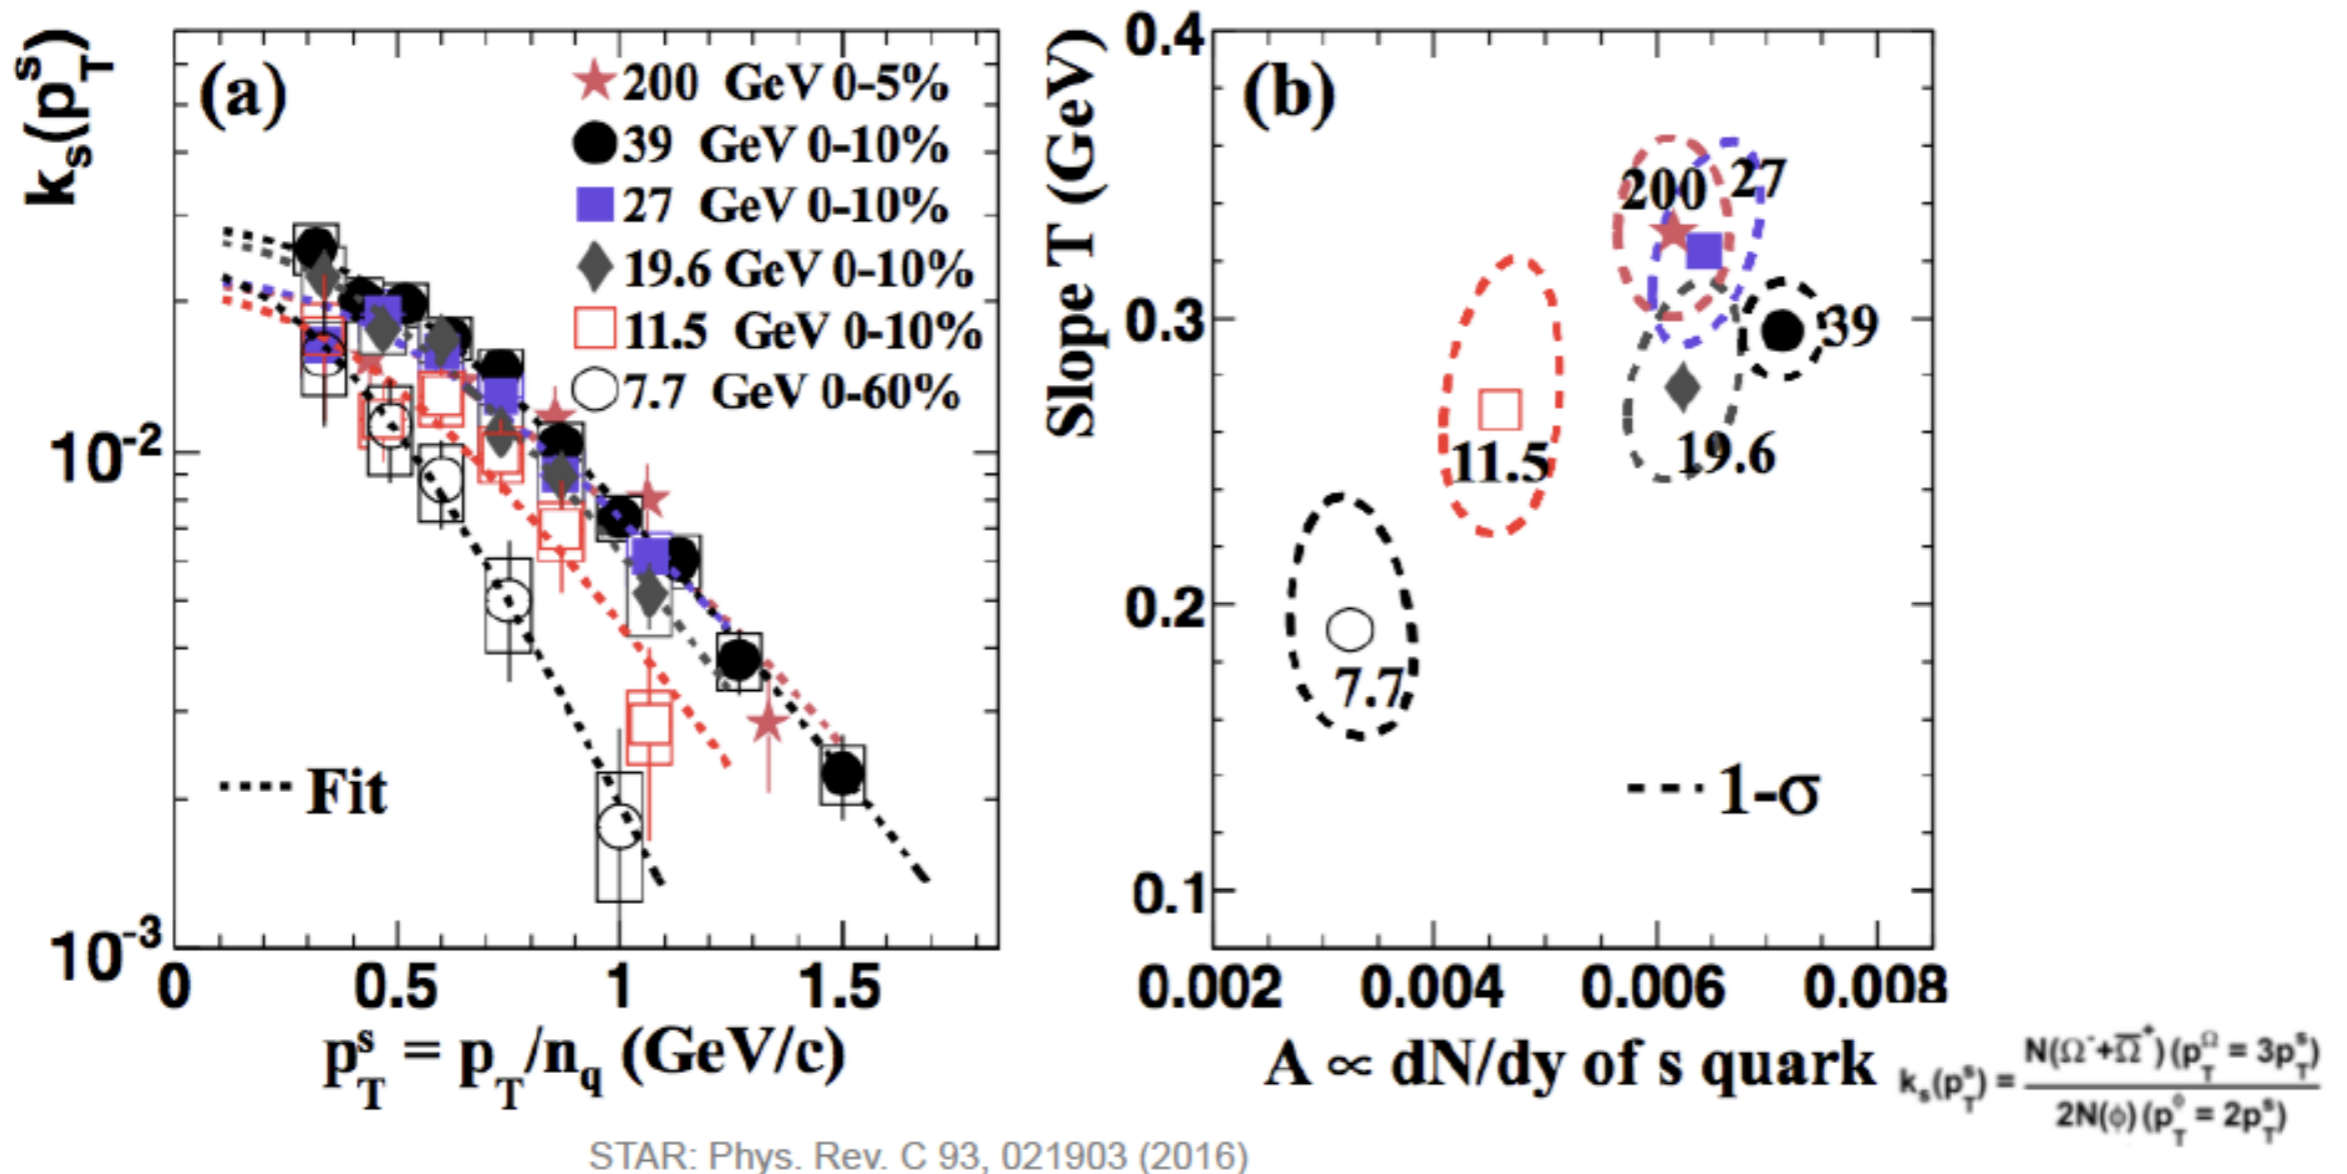 k_s(p_T^s)
(a)
200 GeV 0-5%
39 GeV 0-10%
27 GeV 0-10%
19.6 GeV 0-10%
11.5 GeV 0-10%
7.7 GeV 0-60%
Fit
10⁻²
10⁻³
0 0.5 1 1.5
p_T^s = p_T/n_q (GeV/c)
Slope T (GeV)
(b)
0.4
0.3
0.2
0.1
200
27
39
19.6
11.5
7.7
1-σ
0.002 0.004 0.006 0.008
A ∝ dN/dy of s quark
k_s(p_T^s) = N(Ω⁻+Ω̅⁺) (p_T^Ω = 3p_T^s) / 2N(ϕ) (p_T^ϕ = 2p_T^s)
STAR: Phys. Rev. C 93, 021903 (2016)